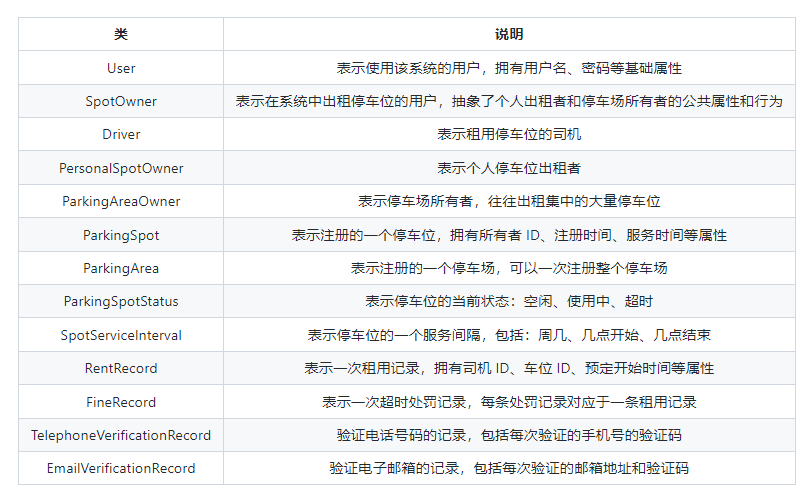 类 说明
User 表示使用该系统的用户，拥有用户名、密码等基础属性
SpotOwner 表示在系统中出租停车位的用户，抽象了个人出租者和停车场所有者的公共属性和行为
Driver 表示租用停车位的司机
PersonalSpotOwner 表示个人停车位出租者
ParkingAreaOwner 表示停车场所有者，往往出租集中的大量停车位
ParkingSpot 表示注册的一个停车位，拥有所有者 ID、注册时间、服务时间等属性
ParkingArea 表示注册的一个停车场，可以一次注册整个停车场
ParkingSpotStatus 表示停车位的当前状态：空闲、使用中、超时
SpotServiceInterval 表示停车位的一个服务间隔，包括：周几、几点开始、几点结束
RentRecord 表示一次租用记录，拥有司机 ID、车位 ID、预定开始时间等属性
FineRecord 表示一次超时处罚记录，每条处罚记录对应于一条租用记录
TelephoneVerificationRecord 验证电话号码的记录，包括每次验证的手机号的验证码
EmailVerificationRecord 验证电子邮箱的记录，包括每次验证的邮箱地址和验证码